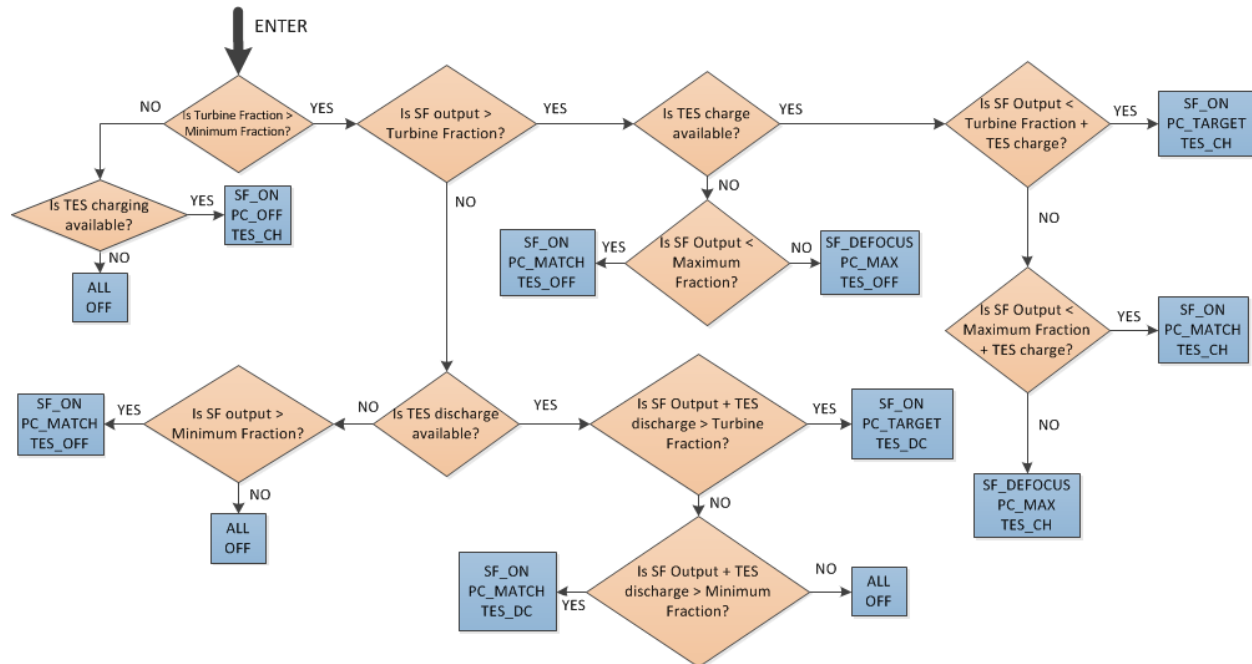 ENTER
Is Turbine Fraction >
Minimum Fraction?
NO
YES
Is SF output >
Turbine Fraction?
YES
Is TES charge
available?
YES
Is SF Output <
Turbine Fraction +
TES charge?
YES
SF_ON
PC_TARGET
TES_CH
Is TES charging
available?
YES
SF_ON
PC_OFF
TES_CH
NO
ALL
OFF
NO
NO
SF_ON
PC_MATCH
TES_OFF
YES
Is SF Output <
Maximum
Fraction?
NO
SF_DEFOCUS
PC_MAX
TES_OFF
NO
Is SF Output <
Maximum Fraction
+ TES charge?
YES
SF_ON
PC_MATCH
TES_CH
NO
SF_DEFOCUS
PC_MAX
TES_CH
SF_ON
PC_MATCH
TES_OFF
YES
Is SF output >
Minimum Fraction?
NO
Is TES discharge
available?
YES
Is SF Output + TES
discharge > Turbine
Fraction?
YES
SF_ON
PC_TARGET
TES_DC
NO
ALL
OFF
NO
SF_ON
PC_MATCH
TES_DC
YES
Is SF Output + TES
discharge > Minimum
Fraction?
NO
ALL
OFF